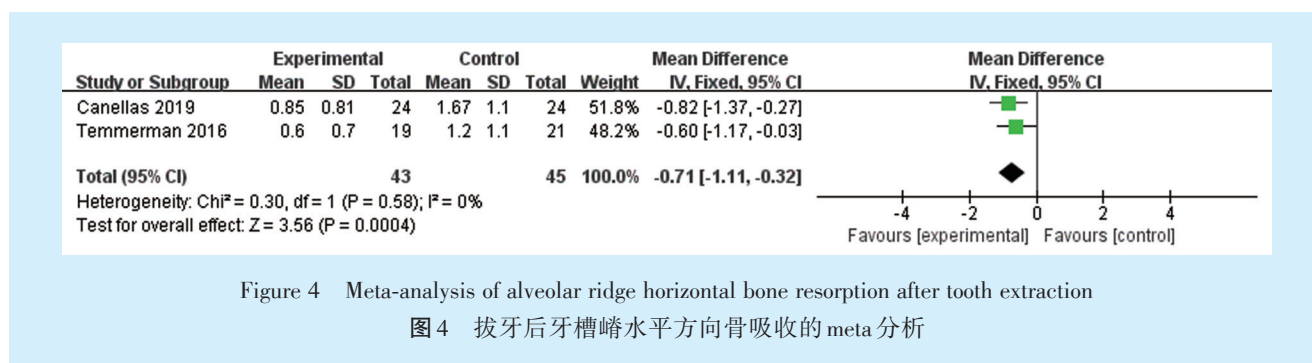 Experimental Control Mean Difference Mean Difference
Study or Subgroup Mean SD Total Mean SD Total Weight IV, Fixed, 95% CI IV, Fixed, 95% CI
Canellas 2019 0.85 0.81 24 1.67 1.1 24 51.8% -0.82 [-1.37, -0.27]
Temmerman 2016 0.6 0.7 19 1.2 1.1 21 48.2% -0.60 [-1.17, -0.03]
Total (95% CI) 43 45 100.0% -0.71 [-1.11, -0.32]
Heterogeneity: Chi² = 0.30, df = 1 (P = 0.58); I² = 0%
Test for overall effect: Z = 3.56 (P = 0.0004)
-4 -2 0 2 4
Favours [experimental] Favours [control]
Figure 4 Meta-analysis of alveolar ridge horizontal bone resorption after tooth extraction
图4 拔牙后牙槽嵴水平方向骨吸收的meta分析